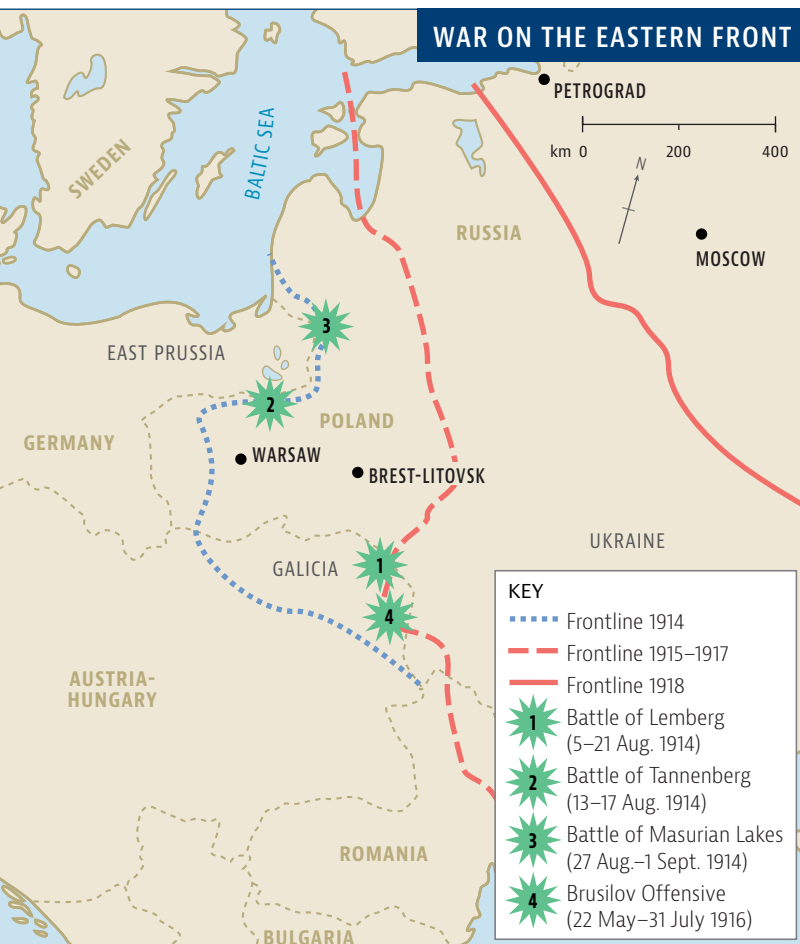 WAR ON THE EASTERN FRONT
PETROGRAD
km 0 200 400
N
BALTIC SEA
SWEDEN
RUSSIA
MOSCOW
3
EAST PRUSSIA
2
POLAND
GERMANY
WARSAW
BREST-LITOVSK
UKRAINE
GALICIA
1
4
AUSTRIA-
HUNGARY
ROMANIA
BULGARIA
KEY
Frontline 1914
Frontline 1915–1917
Frontline 1918
1 Battle of Lemberg
(5–21 Aug. 1914)
2 Battle of Tannenberg
(13–17 Aug. 1914)
3 Battle of Masurian Lakes
(27 Aug.–1 Sept. 1914)
4 Brusilov Offensive
(22 May–31 July 1916)